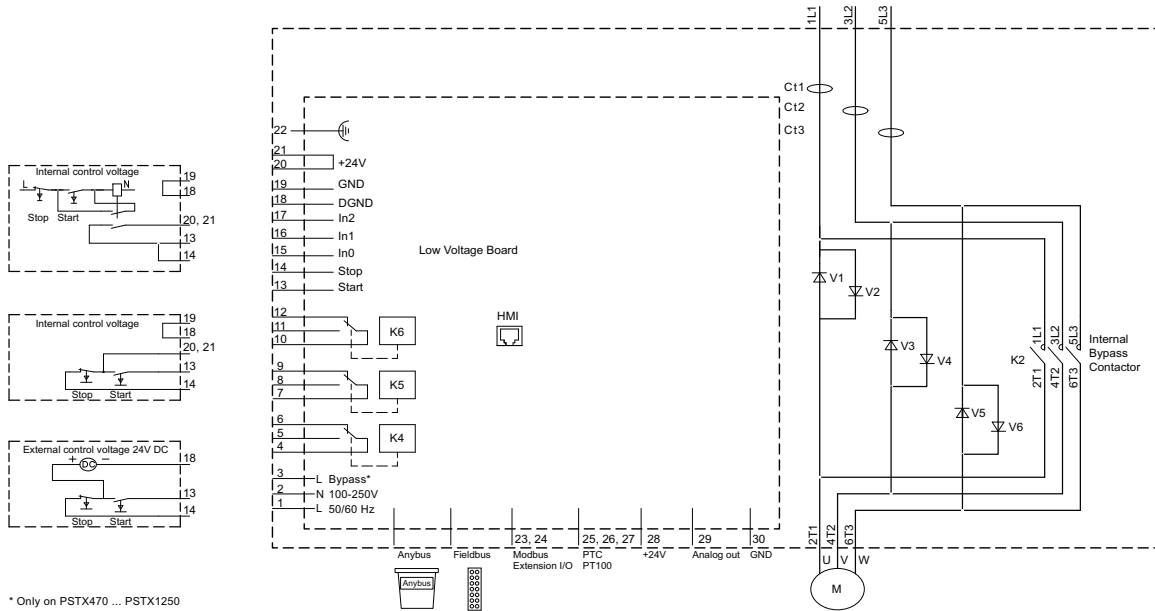 1L1
3L2
5L3
Ct1
Ct2
Ct3
22
21
20
+24V
19
GND
18
DGND
17
In2
16
In1
15
In0
14
Stop
13
Start
Low Voltage Board
HMI
12
11
10
K6
9
8
7
K5
6
5
4
K4
3
L Bypass*
2
N 100-250V
1
L 50/60 Hz
Anybus
Fieldbus
23, 24
Modbus
Extension I/O
25, 26, 27
PTC
PT100
28
+24V
29
Analog out
30
GND
Anybus
Internal control voltage
L
N
Stop
Start
19
18
20, 21
13
14
Internal control voltage
19
18
20, 21
13
14
Stop
Start
External control voltage 24V DC
+
DC
–
18
13
14
Stop
Start
* Only on PSTX470 ... PSTX1250
V1
V2
V3
V4
V5
V6
K2
1L1
3L2
5L3
2T1
4T2
6T3
Internal
Bypass
Contactor
2T1
4T2
6T3
U
V
W
M